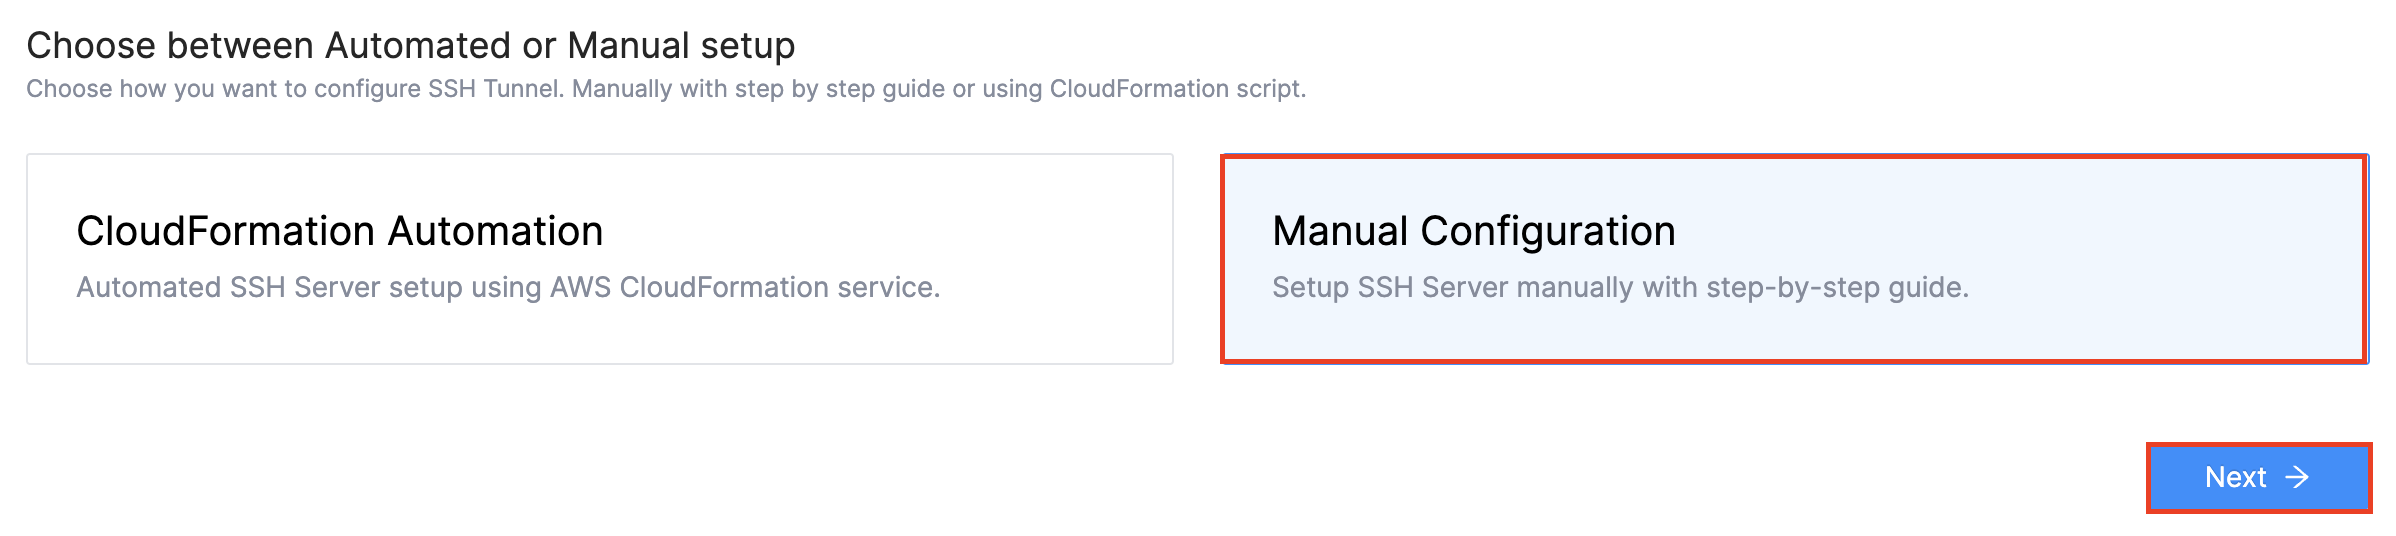 Choose between Automated or Manual setup
Choose how you want to configure SSH Tunnel. Manually with step by step guide or using CloudFormation script.
CloudFormation Automation
Automated SSH Server setup using AWS CloudFormation service.
Manual Configuration
Setup SSH Server manually with step-by-step guide.
Next →